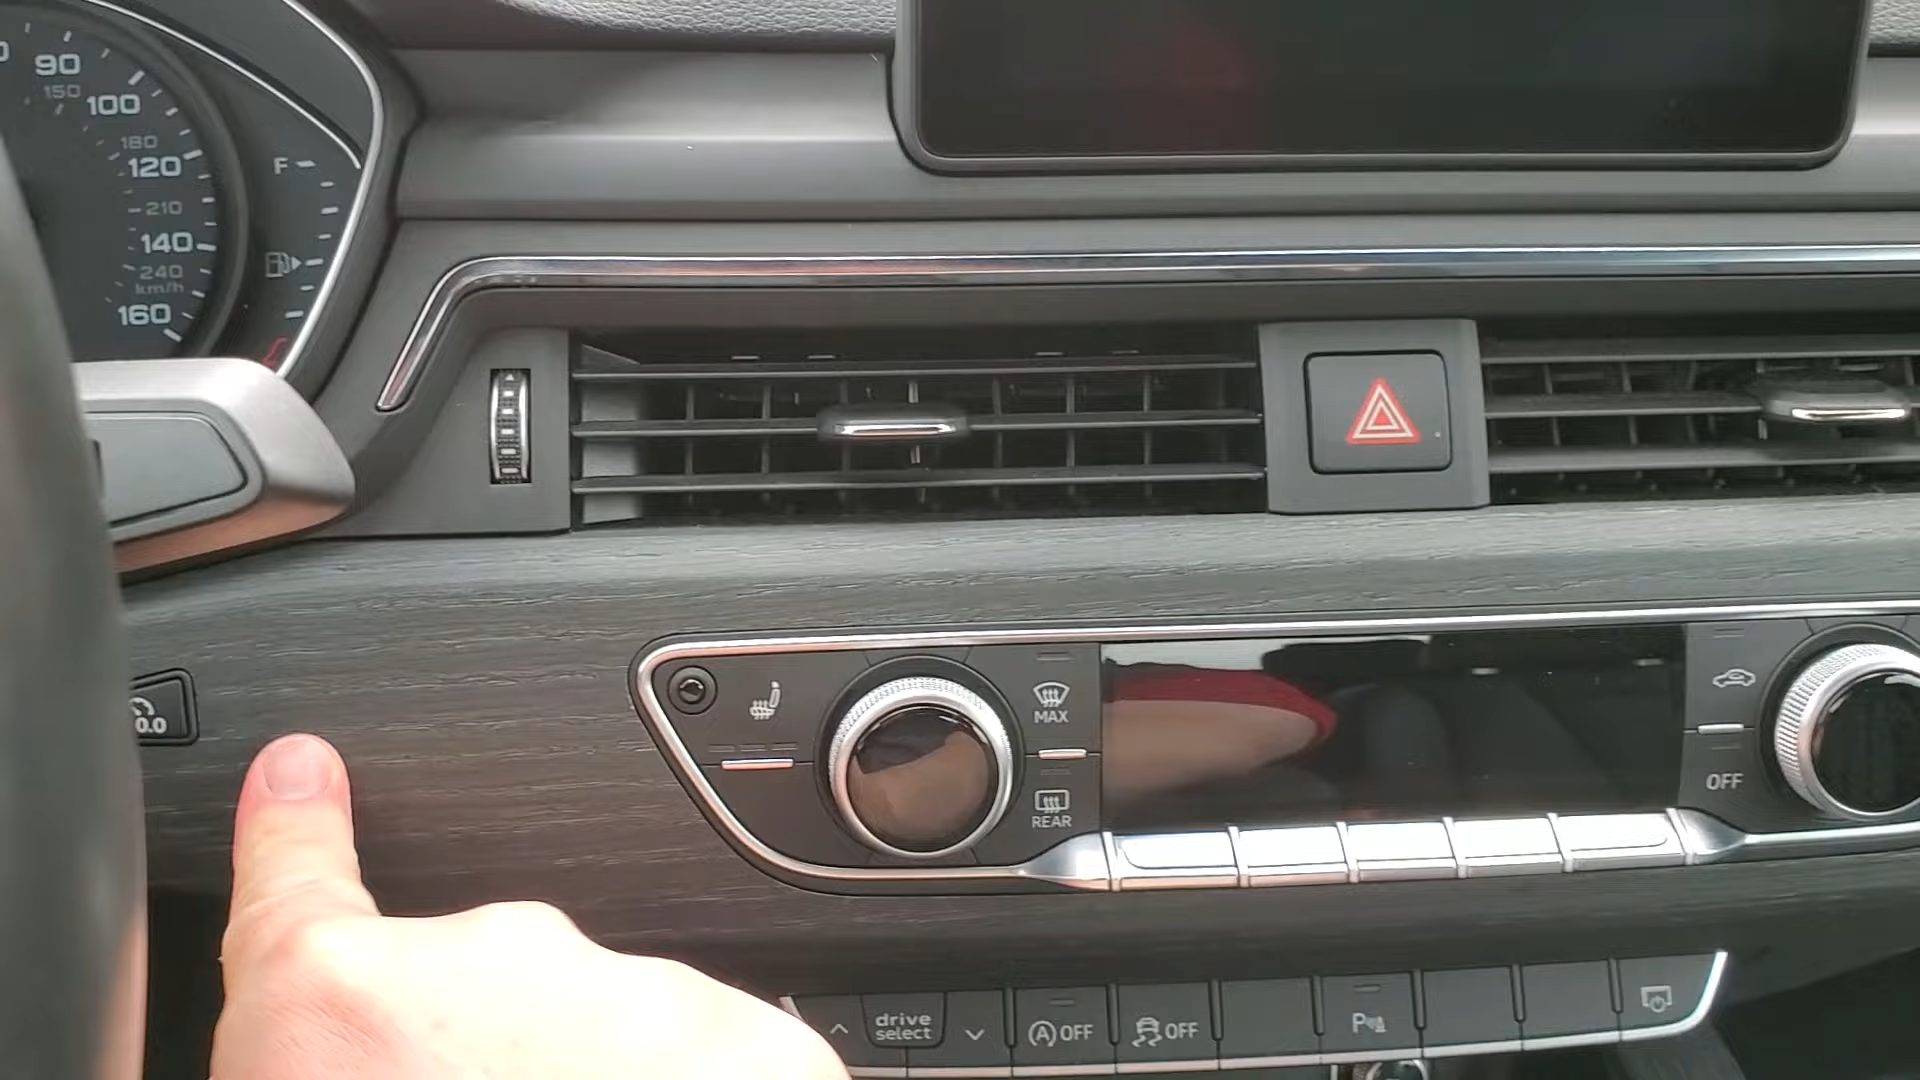 90
150
100
180
120
210
140
240
km/h
160
F
MAX
REAR
OFF
0.0
drive
select
A OFF
OFF
P